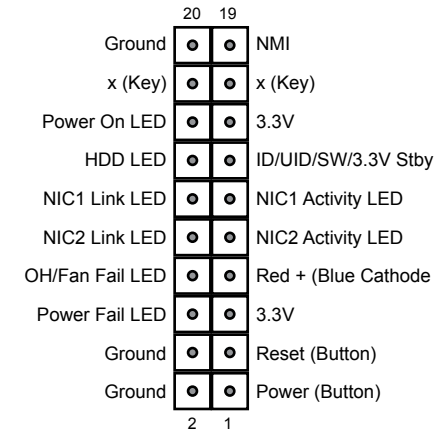 20 19
Ground NMI
x (Key) x (Key)
Power On LED 3.3V
HDD LED ID/UID/SW/3.3V Stby
NIC1 Link LED NIC1 Activity LED
NIC2 Link LED NIC2 Activity LED
OH/Fan Fail LED Red + (Blue Cathode
Power Fail LED 3.3V
Ground Reset (Button)
Ground Power (Button)
2 1